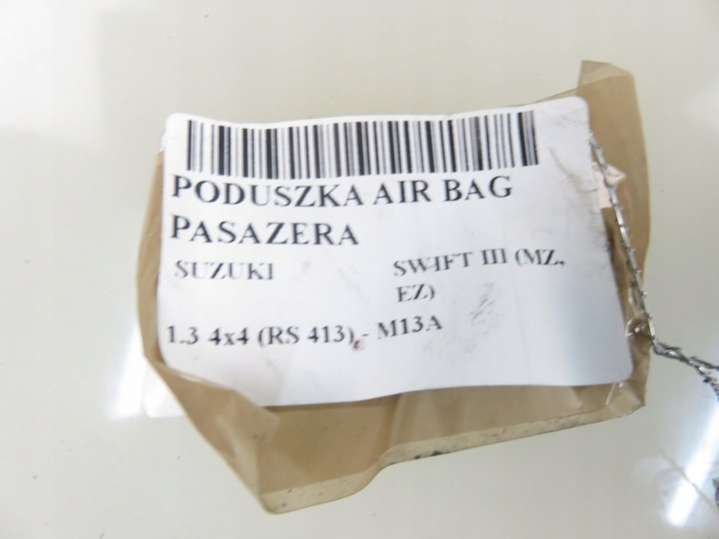 PODUSZKA AIR BAG
PASAZERA
SUZUKI SWIFT III (MZ,
EZ)
1.3 4x4 (RS 413) - M13A